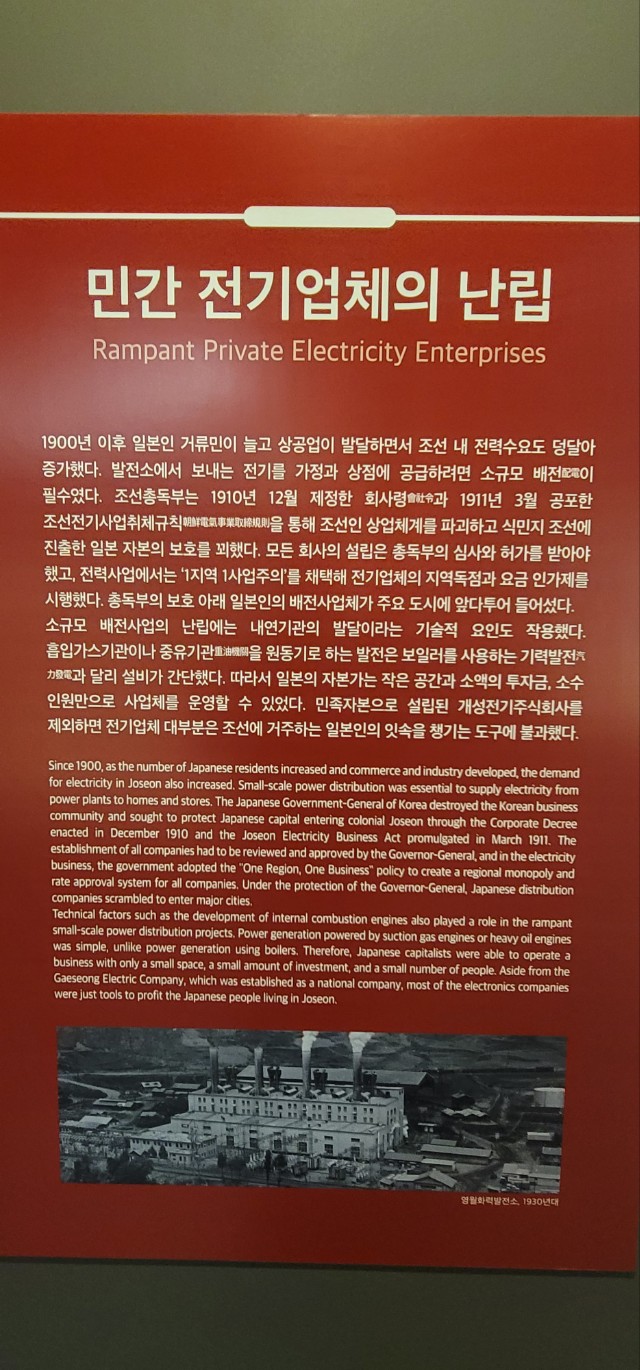 민간 전기업체의 난립
Rampant Private Electricity Enterprises
1900년 이후 일본인 거류민이 늘고 상공업이 발달하면서 조선 내 전력수요도 덩달아
증가했다. 발전소에서 보내는 전기를 가정과 상점에 공급하려면 소규모 배전配電이
필수였다. 조선총독부는 1910년 12월 제정한 회사령會社令과 1911년 3월 공포한
조선전기사업취체규칙朝鮮電氣事業取締規則을 통해 조선인 상업체계를 파괴하고 식민지 조선에
진출한 일본 자본의 보호를 꾀했다. 모든 회사의 설립은 총독부의 심사와 허가를 받아야
했고, 전력사업에서는 '1지역 1사업주의'를 채택해 전기업체의 지역독점과 요금 인가제를
시행했다. 총독부의 보호 아래 일본인의 배전사업체가 주요 도시에 앞다투어 들어섰다.
소규모 배전사업의 난립에는 내연기관의 발달이라는 기술적 요인도 작용했다.
흡입가스기관이나 중유기관重油機關을 원동기로 하는 발전은 보일러를 사용하는 기력발전汽
力發電과 달리 설비가 간단했다. 따라서 일본의 자본가는 작은 공간과 소액의 투자금, 소수
인원만으로 사업체를 운영할 수 있었다. 민족자본으로 설립된 개성전기주식회사를
제외하면 전기업체 대부분은 조선에 거주하는 일본인의 잇속을 챙기는 도구에 불과했다.
Since 1900, as the number of Japanese residents increased and commerce and industry developed, the demand
for electricity in Joseon also increased. Small-scale power distribution was essential to supply electricity from
power plants to homes and stores. The Japanese Government-General of Korea destroyed the Korean business
community and sought to protect Japanese capital entering colonial Joseon through the Corporate Decree
enacted in December 1910 and the Joseon Electricity Business Act promulgated in March 1911. The
establishment of all companies had to be reviewed and approved by the Governor-General, and in the electricity
business, the government adopted the "One Region, One Business" policy to create a regional monopoly and
rate approval system for all companies. Under the protection of the Governor-General, Japanese distribution
companies scrambled to enter major cities.
Technical factors such as the development of internal combustion engines also played a role in the rampant
small-scale power distribution projects. Power generation powered by suction gas engines or heavy oil engines
was simple, unlike power generation using boilers. Therefore, Japanese capitalists were able to operate a
business with only a small space, a small amount of investment, and a small number of people. Aside from the
Gaeseong Electric Company, which was established as a national company, most of the electronics companies
were just tools to profit the Japanese people living in Joseon.
영월화력발전소, 1930년대